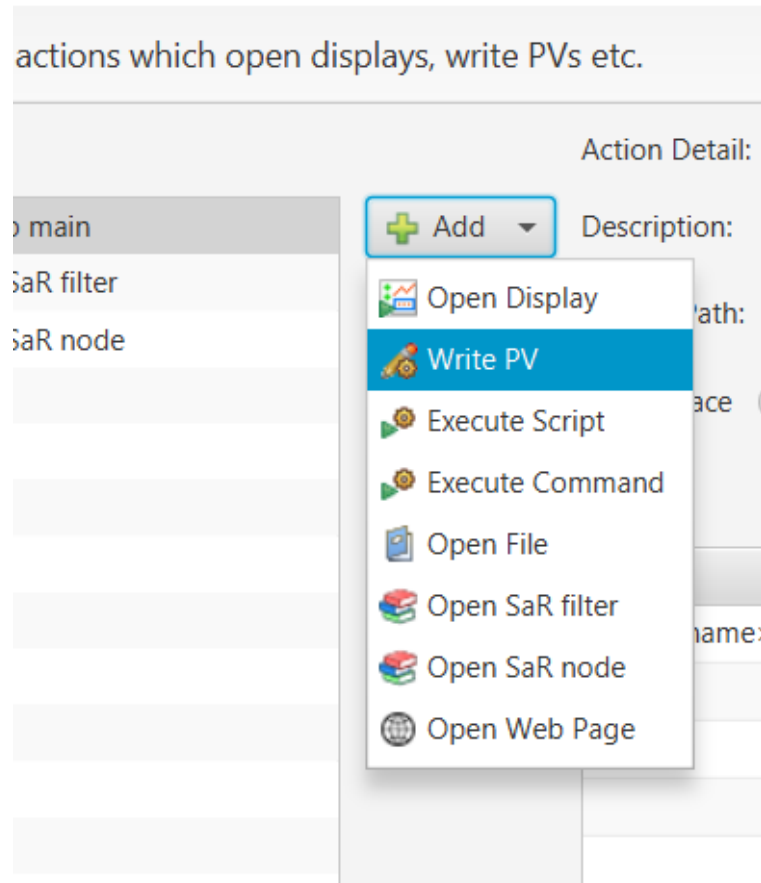 actions which open displays, write PVs etc.
Action Detail:
main
Add
Description:
SaR filter
Open Display
ath:
SaR node
Write PV
ace
Execute Script
Execute Command
Open File
Open SaR filter
name>
Open SaR node
Open Web Page